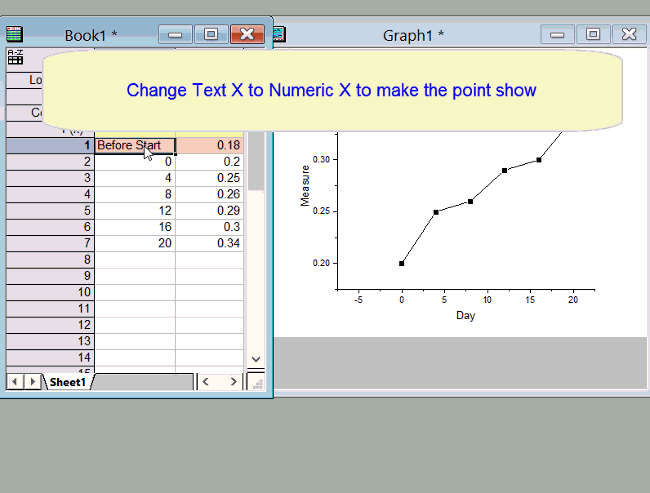 Book1 *
Graph1 *
A-Z
Lo
Change Text X to Numeric X to make the point show
Co
1 Before Start 0.18
2 0 0.2
3 4 0.25
4 8 0.26
5 12 0.29
6 16 0.3
7 20 0.34
8
9
10
11
12
13
14
Sheet1
Measure
0.30
0.25
0.20
-5 0 5 10 15 20
Day